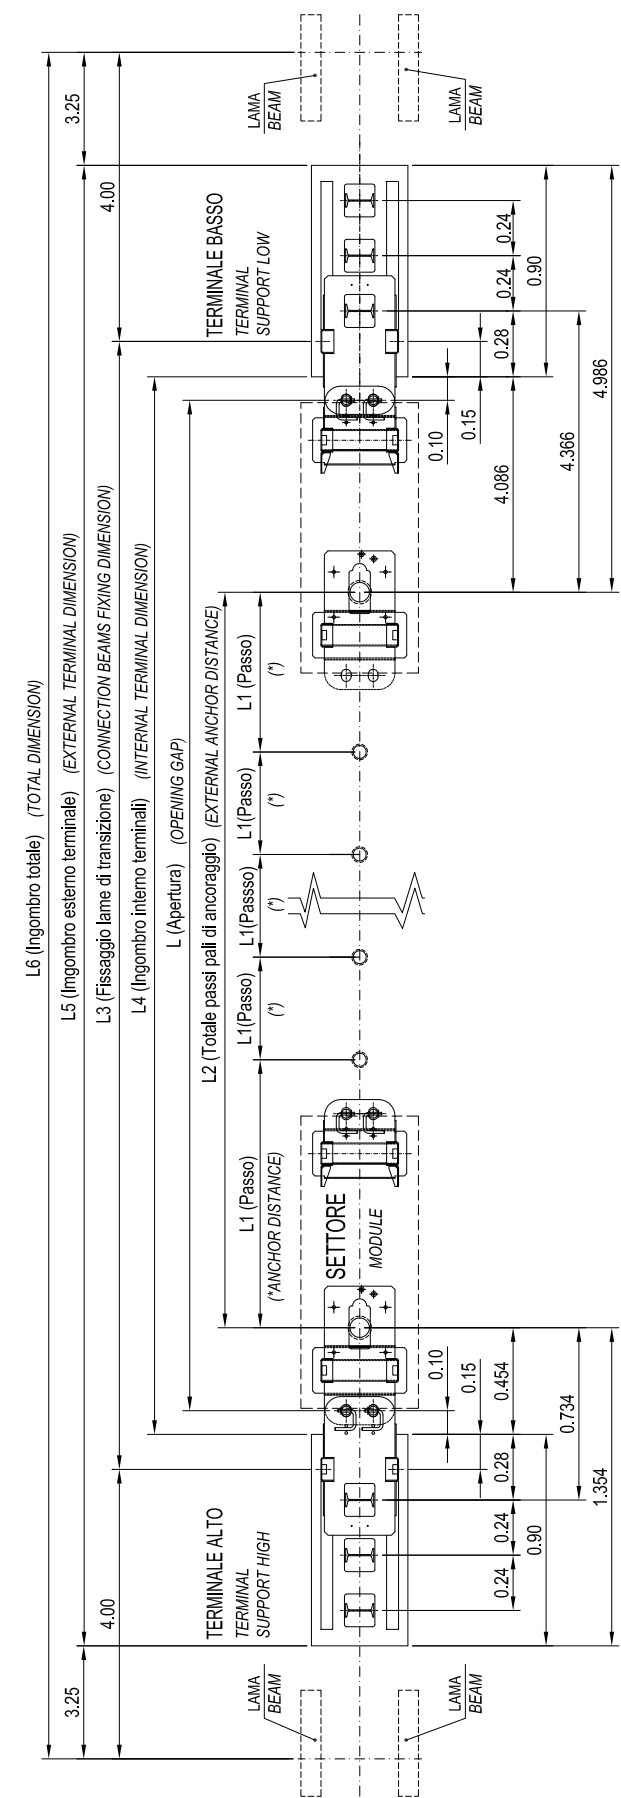 L6 (Ingombro totale) (TOTAL DIMENSION)
L5 (Imgombro esterno terminale) (EXTERNAL TERMINAL DIMENSION)
L3 (Fissaggio lame di transizione) (CONNECTION BEAMS FIXING DIMENSION)
L4 (Ingombro interno terminali) (INTERNAL TERMINAL DIMENSION)
L (Apertura) (OPENING GAP)
L2 (Totale passi pali di ancoraggio) (EXTERNAL ANCHOR DISTANCE)
3.25
4.00
TERMINALE ALTO
TERMINAL
SUPPORT HIGH
LAMA
BEAM
LAMA
BEAM
L1 (Passo)
(*ANCHOR DISTANCE)
L1(Passo)
(*)
L1(Passso)
(*)
L1(Passo)
(*)
L1 (Passo)
(*)
SETTORE
MODULE
3.25
4.00
TERMINALE BASSO
TERMINAL
SUPPORT LOW
LAMA
BEAM
LAMA
BEAM
0.10
0.15
0.24
0.24
0.28
0.454
0.90
0.734
1.354
0.10
0.15
4.086
0.28
0.24
0.24
0.90
4.366
4.986